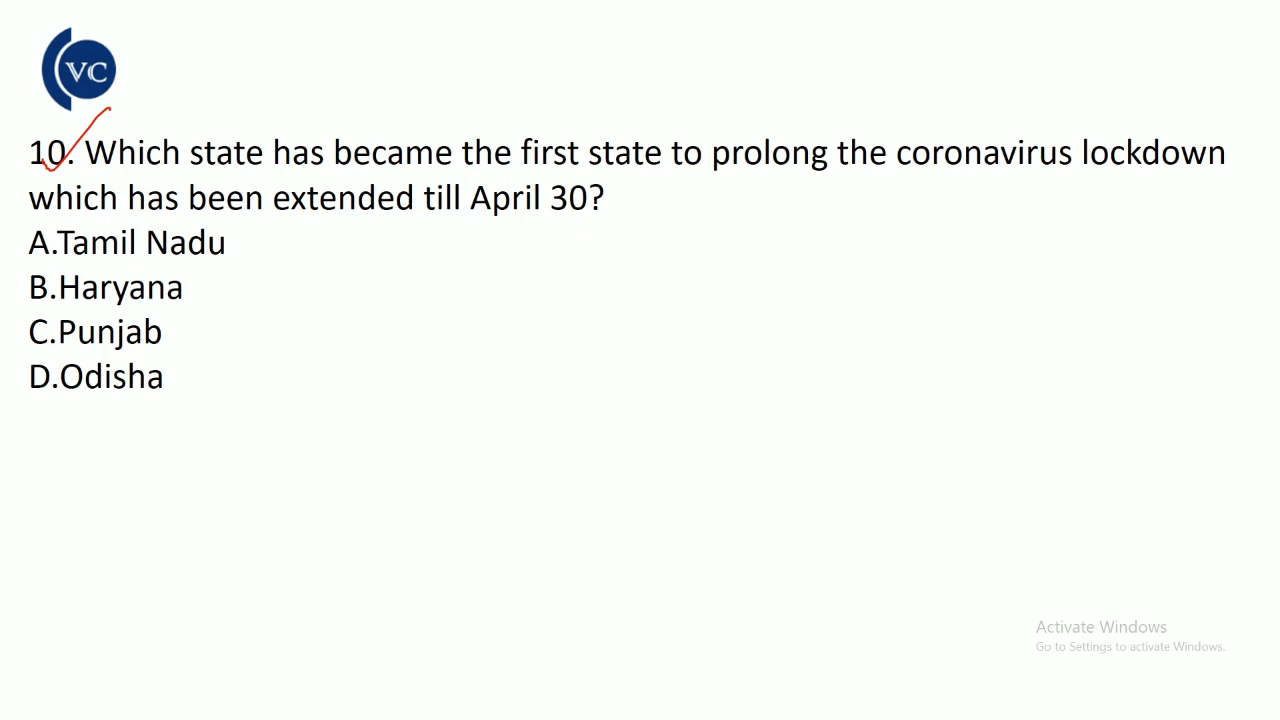 VC
10. Which state has became the first state to prolong the coronavirus lockdown
which has been extended till April 30?
A.Tamil Nadu
B.Haryana
C.Punjab
D.Odisha
Activate Windows
Go to Settings to activate Windows.